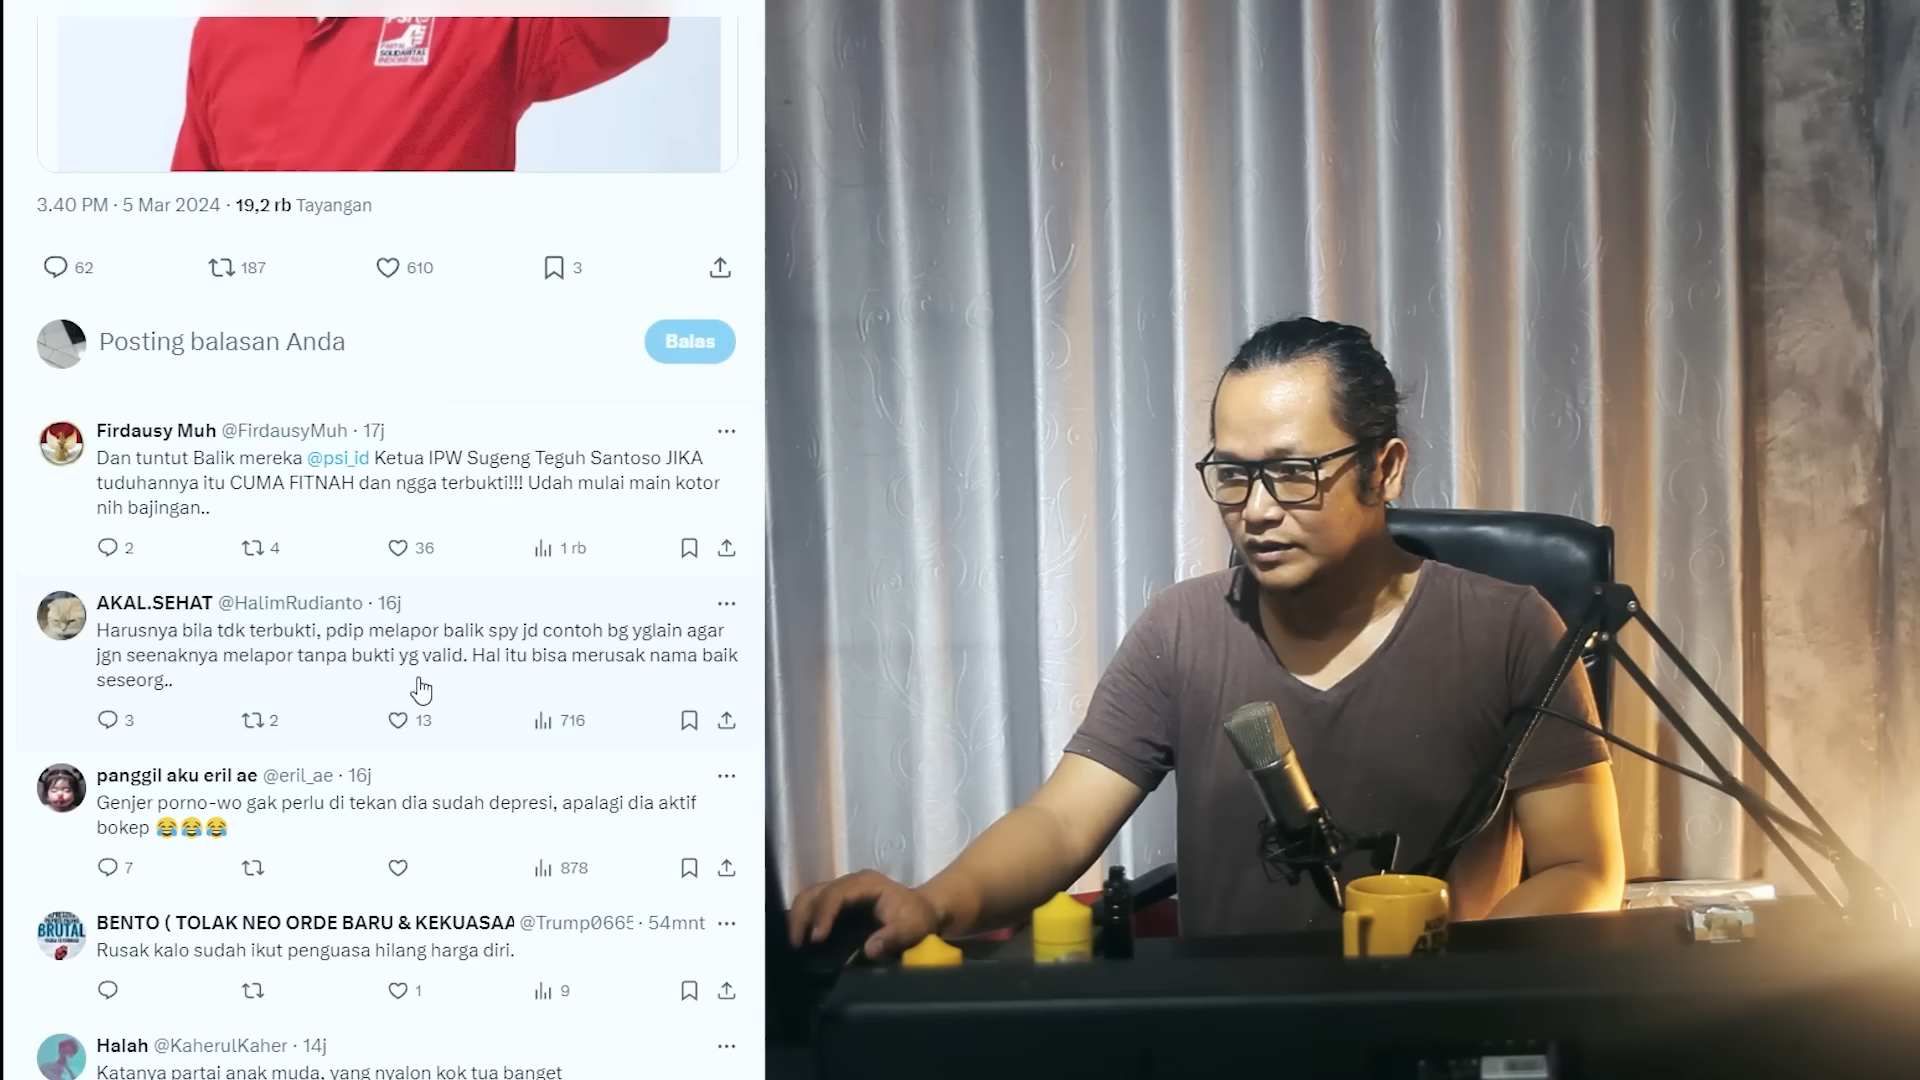 PARTAI
SOLIDARITAS
INDONESIA
3.40 PM · 5 Mar 2024 · 19,2 rb Tayangan
62 187 610 3
Posting balasan Anda Balas
Firdausy Muh @FirdausyMuh · 17j
Dan tuntut Balik mereka @psi_id Ketua IPW Sugeng Teguh Santoso JIKA
tuduhannya itu CUMA FITNAH dan ngga terbukti!!! Udah mulai main kotor
nih bajingan..
2 4 36 1 rb
AKAL.SEHAT @HalimRudianto · 16j
Harusnya bila tdk terbukti, pdip melapor balik spy jd contoh bg yglain agar
jgn seenaknya melapor tanpa bukti yg valid. Hal itu bisa merusak nama baik
seseorg..
3 2 13 716
panggil aku eril ae @eril_ae · 16j
Genjer porno-wo gak perlu di tekan dia sudah depresi, apalagi dia aktif
bokep 😂😂😂
7 878
BRUTAL
BENTO ( TOLAK NEO ORDE BARU & KEKUASAA @Trump0665 · 54mnt
Rusak kalo sudah ikut penguasa hilang harga diri.
1 9
Halah @KaherulKaher · 14j
Katanya partai anak muda, yang nyalon kok tua banget